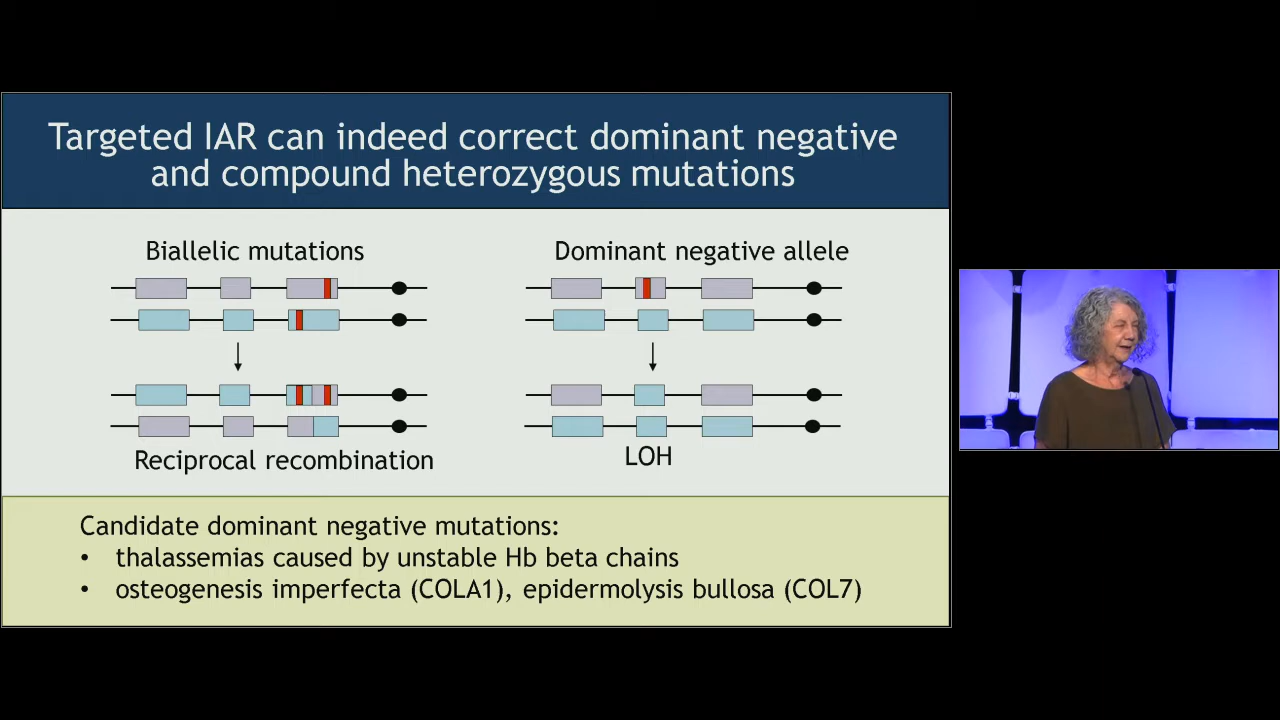 Targeted IAR can indeed correct dominant negative
and compound heterozygous mutations
Biallelic mutations
Dominant negative allele
Reciprocal recombination
LOH
Candidate dominant negative mutations:
• thalassemias caused by unstable Hb beta chains
• osteogenesis imperfecta (COLA1), epidermolysis bullosa (COL7)